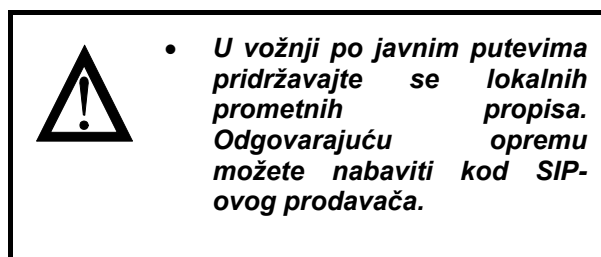 • U vožnji po javnim putevima
pridržavajte se lokalnih
prometnih propisa.
Odgovarajuću opremu
možete nabaviti kod SIP-
ovog prodavača.